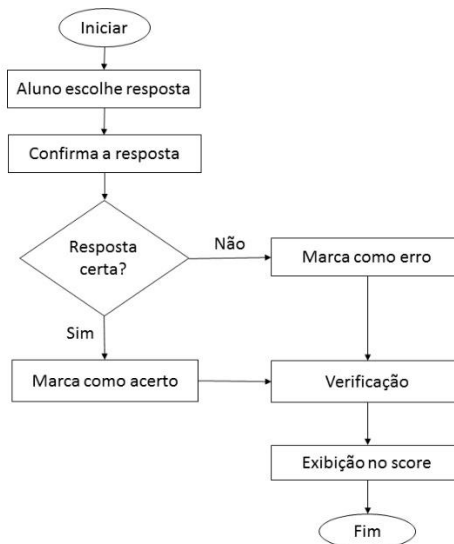 Iniciar
Aluno escolhe resposta
Confirma a resposta
Resposta
certa?
Não
Marca como erro
Sim
Marca como acerto
Verificação
Exibição no score
Fim